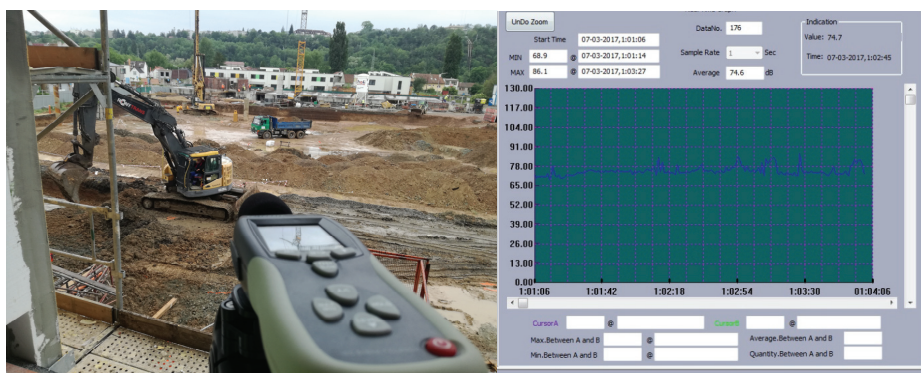 UnDo Zoom
DataNo. 176
Indication
Start Time 07-03-2017,1:01:06
Value: 74.7
MIN 68.9 @ 07-03-2017,1:01:14
Sample Rate 1 Sec
Time: 07-03-2017,1:02:45
MAX 86.1 @ 07-03-2017,1:03:27
Average 74.6 dB
130.00
117.00
104.00
91.00
78.00
65.00
52.00
39.00
26.00
13.00
0.00
1:01:06 1:01:42 1:02:18 1:02:54 1:03:30 01:04:06
CursorA @ CursorB @
Max.Between A and B @ Average.Between A and B
Min.Between A and B @ Quantity.Between A and B